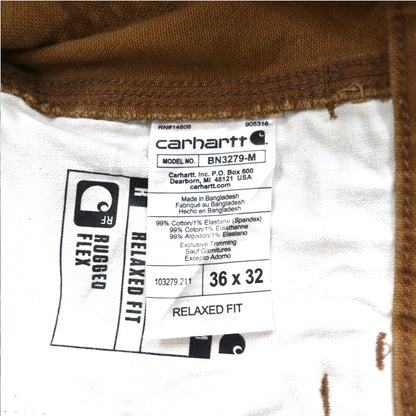 RN#14806 905316
carhartt
MODEL NO. BN3279-M
Carhartt, Inc. P.O. Box 600
Dearborn, MI 48121 USA
carhartt.com
Made in Bangladesh
Fabriqué au Bangladesh
Hecho en Bangladesh
99% Cotton/1% Elastane (Spandex)
99% Coton/1% Élasthanne
99% Algodon/1% Elastano
Exclusive Trimming
Sauf Garnitures
Excepto Adorno
103279 211 36 x 32
RELAXED FIT
RF
RUGGED
FLEX
RELAXED FIT